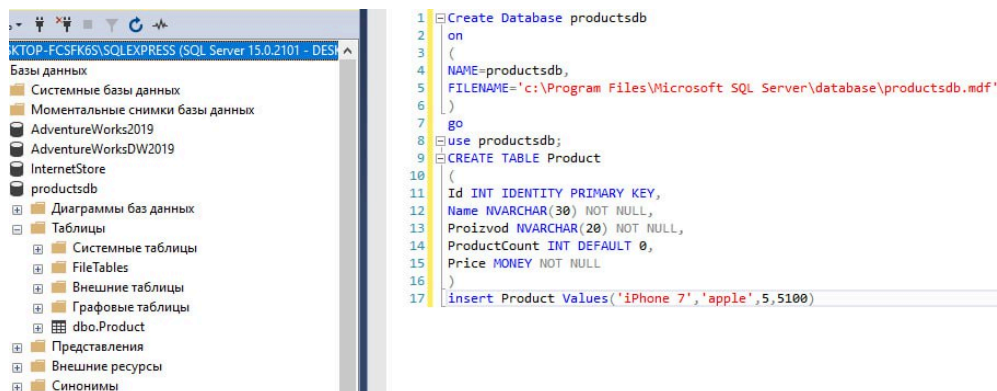 KTOP-FCSFK6S\SQLEXPRESS (SQL Server 15.0.2101 - DESK
Базы данных
Системные базы данных
Моментальные снимки базы данных
AdventureWorks2019
AdventureWorksDW2019
InternetStore
productsdb
Диаграммы баз данных
Таблицы
Системные таблицы
FileTables
Внешние таблицы
Графовые таблицы
dbo.Product
Представления
Внешние ресурсы
Синонимы
1 Create Database productsdb
2 on
3 (
4 NAME=productsdb,
5 FILENAME='c:\Program Files\Microsoft SQL Server\database\productsdb.mdf'
6 )
7 go
8 use productsdb;
9 CREATE TABLE Product
10 (
11 Id INT IDENTITY PRIMARY KEY,
12 Name NVARCHAR(30) NOT NULL,
13 Proizvod NVARCHAR(20) NOT NULL,
14 ProductCount INT DEFAULT 0,
15 Price MONEY NOT NULL
16 )
17 insert Product Values('iPhone 7','apple',5,5100)